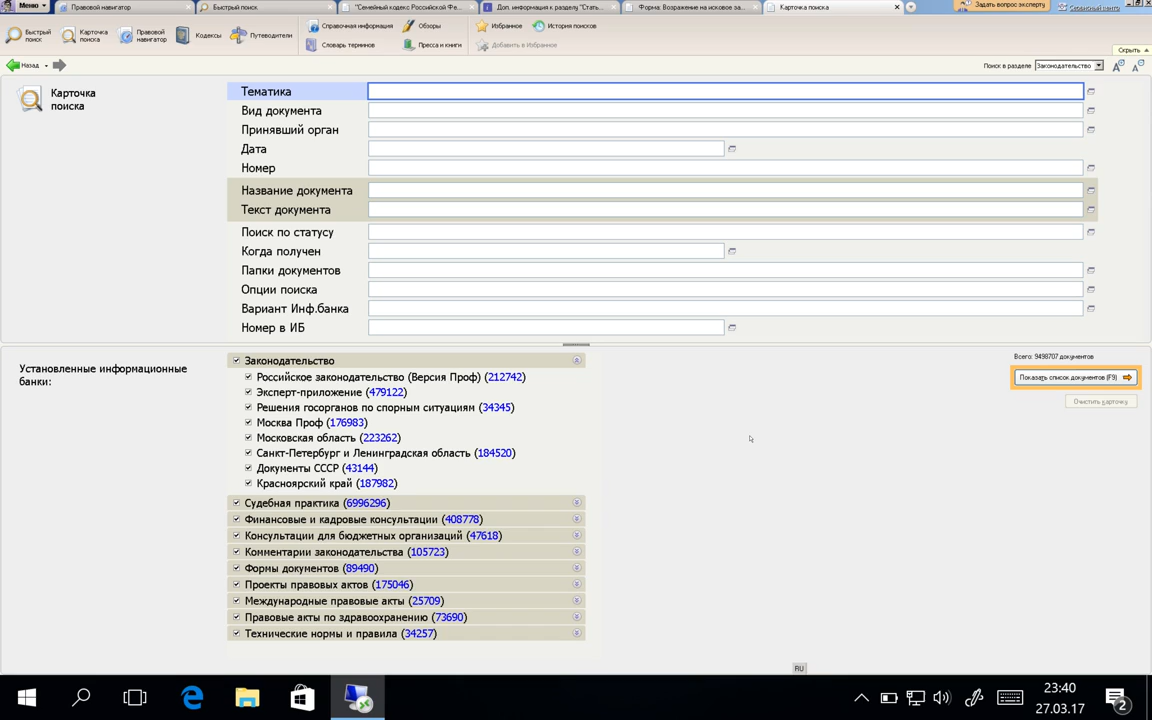 Меню
Правовой навигатор
Быстрый поиск
"Семейный кодекс Российской Фе...
Доп. информация к разделу "Стать...
Форма: Возражение на исковое за...
Карточка поиска
Задать вопрос эксперту
Сервисный центр
Быстрый поиск
Карточка поиска
Правовой навигатор
Кодексы
Путеводители
Справочная информация
Обзоры
Словарь терминов
Пресса и книги
Избранное
История поисков
Добавить в Избранное
Скрыть
Назад
Поиск в разделе
Законодательство
Карточка поиска
Тематика
Вид документа
Принявший орган
Дата
Номер
Название документа
Текст документа
Поиск по статусу
Когда получен
Папки документов
Опции поиска
Вариант Инф.банка
Номер в ИБ
Установленные информационные банки:
Законодательство
Российское законодательство (Версия Проф) (212742)
Эксперт-приложение (479122)
Решения госорганов по спорным ситуациям (34345)
Москва Проф (176983)
Московская область (223262)
Санкт-Петербург и Ленинградская область (184520)
Документы СССР (43144)
Красноярский край (187982)
Судебная практика (6996296)
Финансовые и кадровые консультации (408778)
Консультации для бюджетных организаций (47618)
Комментарии законодательства (105723)
Формы документов (89490)
Проекты правовых актов (175046)
Международные правовые акты (25709)
Правовые акты по здравоохранению (73690)
Технические нормы и правила (34257)
Всего: 9498707 документов
Показать список документов (F9)
Очистить карточку
RU
23:40
27.03.17
2